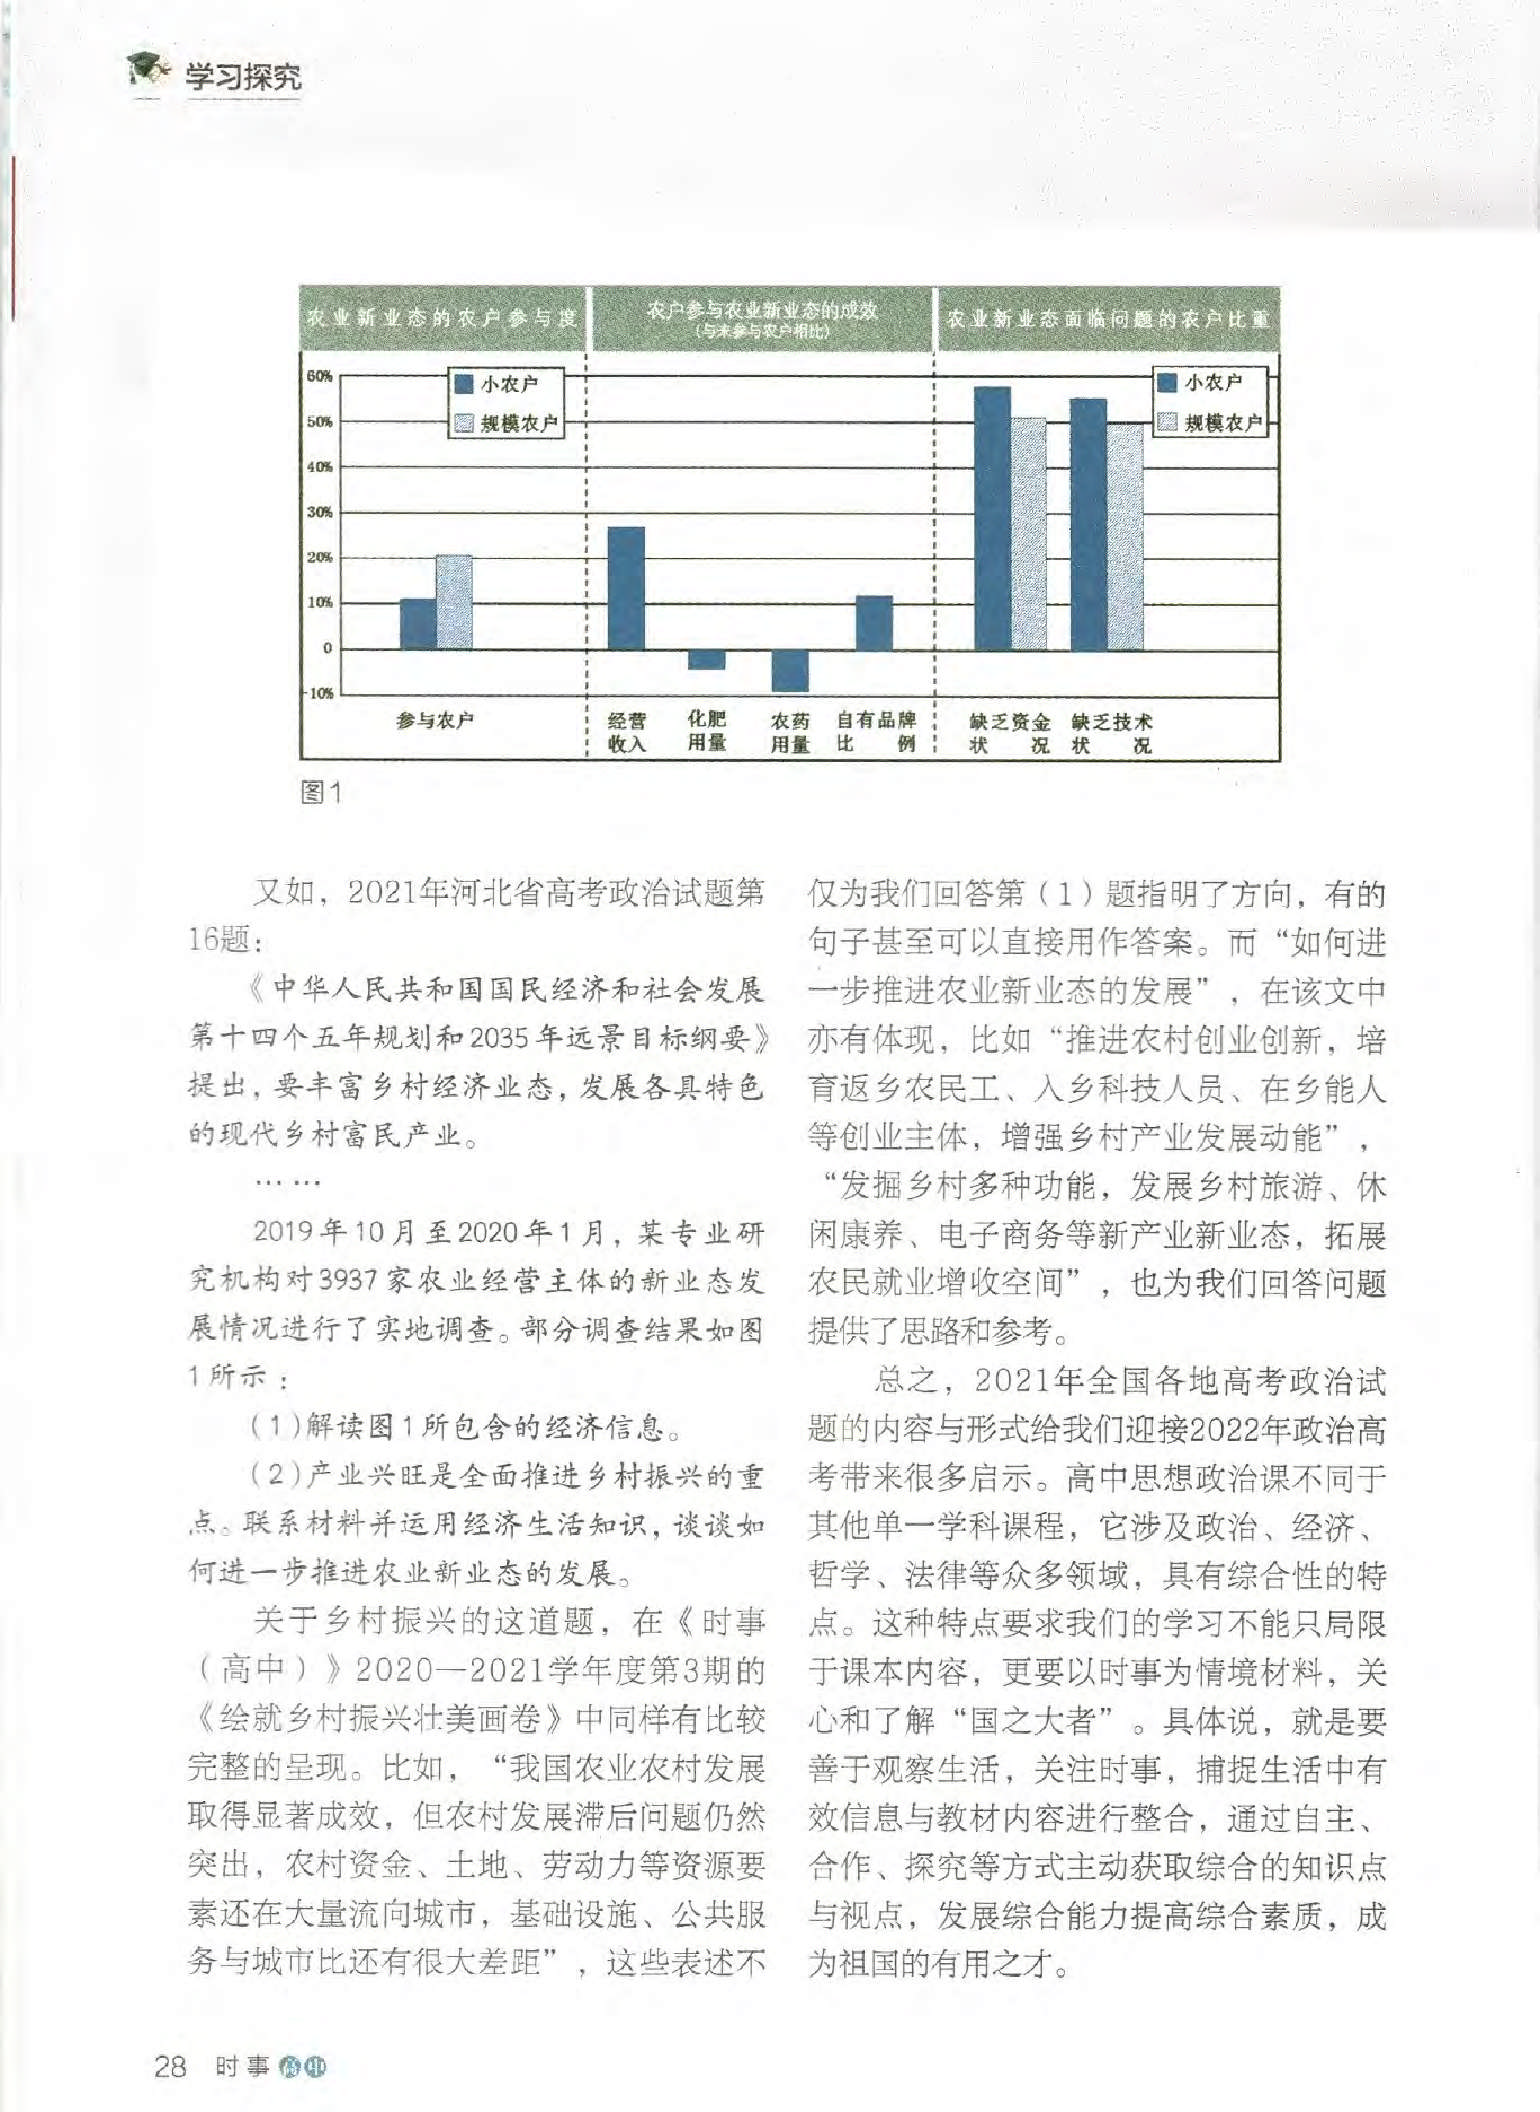 学习探究
农业新业态的农户参与度
农户参与农业新业态的成效
(与未参与农户相比)
农业新业态面临问题的农户比重
60%
50%
40%
30%
20%
10%
0
-10%
小农户
规模农户
小农户
规模农户
参与农户
经营
收入
化肥
用量
农药
用量
自有品牌
比 例
缺乏资金
状 况
缺乏技术
状 况
图1
又如，2021年河北省高考政治试题第
16题：
《中华人民共和国国民经济和社会发展
第十四个五年规划和2035年远景目标纲要》
提出，要丰富乡村经济业态，发展各具特色
的现代乡村富民产业。
……
2019年10月至2020年1月，某专业研
究机构对3937家农业经营主体的新业态发
展情况进行了实地调查。部分调查结果如图
1所示：
(1)解读图1所包含的经济信息。
(2)产业兴旺是全面推进乡村振兴的重
点。联系材料并运用经济生活知识，谈谈如
何进一步推进农业新业态的发展。
关于乡村振兴的这道题，在《时事
（高中）》2020—2021学年度第3期的
《绘就乡村振兴壮美画卷》中同样有比较
完整的呈现。比如，“我国农业农村发展
取得显著成效，但农村发展滞后问题仍然
突出，农村资金、土地、劳动力等资源要
素还在大量流向城市，基础设施、公共服
务与城市比还有很大差距”，这些表述不
仅为我们回答第（1）题指明了方向，有的
句子甚至可以直接用作答案。而“如何进
一步推进农业新业态的发展”，在该文中
亦有体现，比如“推进农村创业创新，培
育返乡农民工、入乡科技人员、在乡能人
等创业主体，增强乡村产业发展动能”，
“发掘乡村多种功能，发展乡村旅游、休
闲康养、电子商务等新产业新业态，拓展
农民就业增收空间”，也为我们回答问题
提供了思路和参考。
总之，2021年全国各地高考政治试
题的内容与形式给我们迎接2022年政治高
考带来很多启示。高中思想政治课不同于
其他单一学科课程，它涉及政治、经济、
哲学、法律等众多领域，具有综合性的特
点。这种特点要求我们的学习不能只局限
于课本内容，更要以时事为情境材料，关
心和了解“国之大者”。具体说，就是要
善于观察生活，关注时事，捕捉生活中有
效信息与教材内容进行整合，通过自主、
合作、探究等方式主动获取综合的知识点
与视点，发展综合能力提高综合素质，成
为祖国的有用之才。
28 时事高中